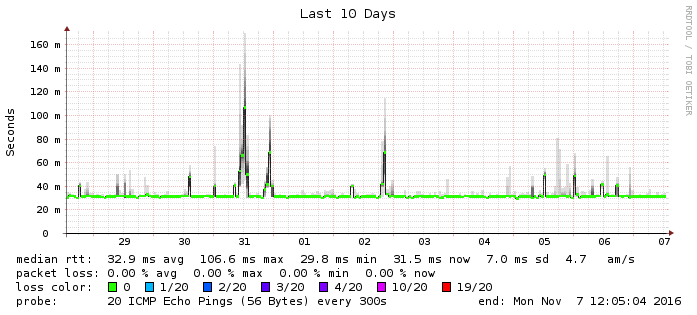 Last 10 Days
RRDTOOL / TOBI OETIKER
Seconds
160 m
140 m
120 m
100 m
80 m
60 m
40 m
20 m
0
29 30 31 01 02 03 04 05 06 07
median rtt: 32.9 ms avg 106.6 ms max 29.8 ms min 31.5 ms now 7.0 ms sd 4.7 am/s
packet loss: 0.00 % avg 0.00 % max 0.00 % min 0.00 % now
loss color: 0 1/20 2/20 3/20 4/20 10/20 19/20
probe: 20 ICMP Echo Pings (56 Bytes) every 300s end: Mon Nov 7 12:05:04 2016